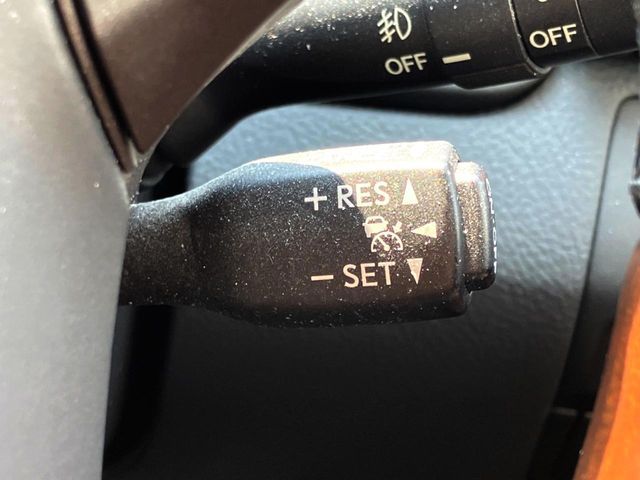 OFF
OFF
+ RES
− SET